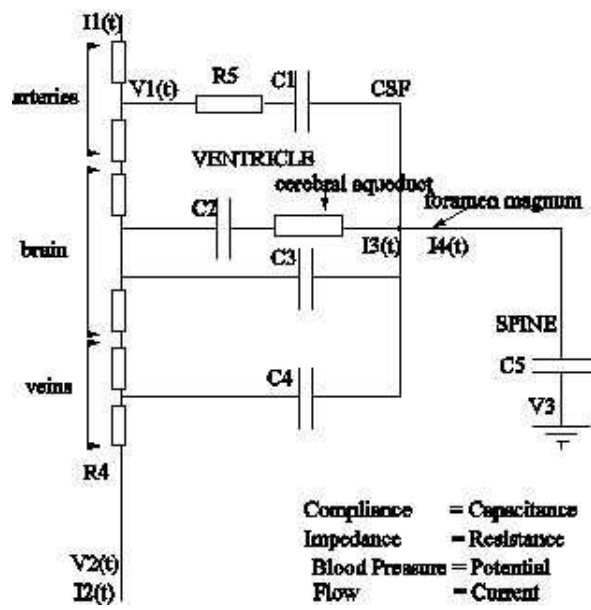 I1(t)
R5
C1
CSF
V1(t)
arteries
VENTRICLE
cerebral aqueduct
foramen magnum
C2
I3(t)
I4(t)
brain
C3
SPINE
C5
C4
veins
V3
R4
Compliance = Capacitance
Impedance = Resistance
Blood Pressure = Potential
Flow = Current
V2(t)
I2(t)